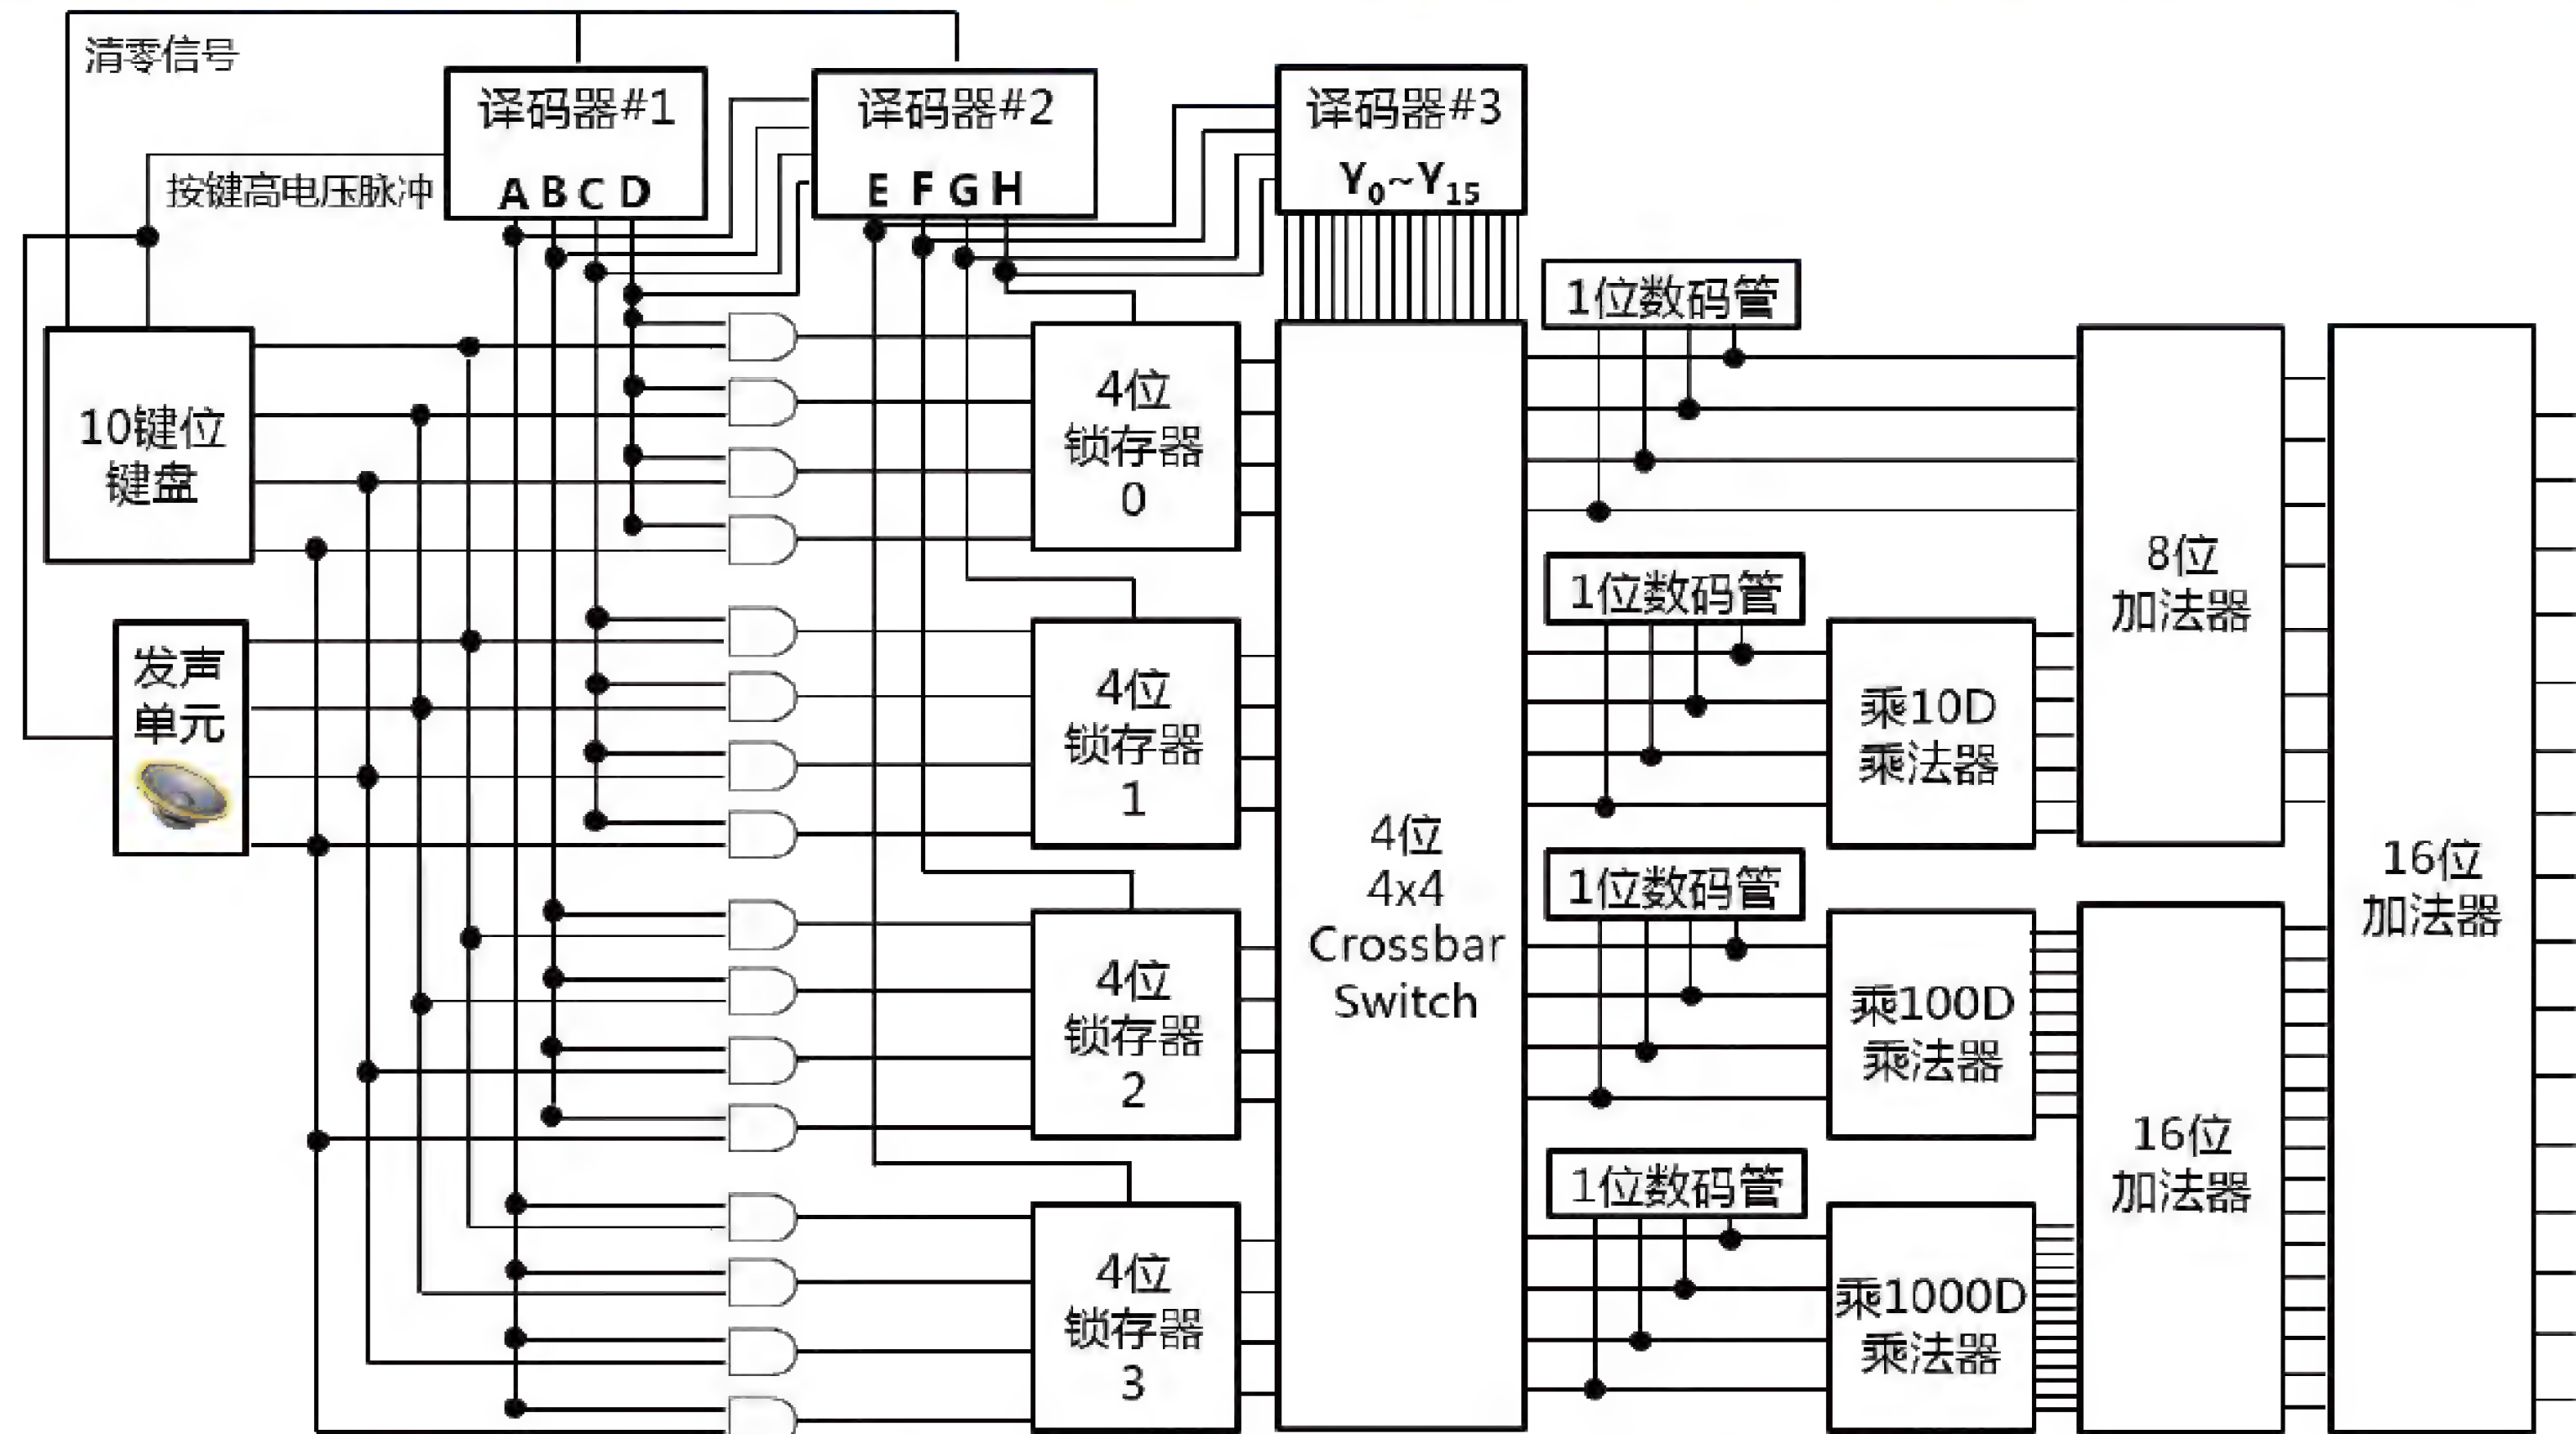 清零信号
译码器#1
译码器#2
译码器#3
按键高电压脉冲
A B C D
E F G H
Y0~Y15
1位数码管
10键位
键盘
4位
锁存器
0
1位数码管
8位
加法器
发声
单元
4位
锁存器
1
乘10D
乘法器
4位
4x4
Crossbar
Switch
1位数码管
16位
加法器
4位
锁存器
2
乘100D
乘法器
16位
加法器
1位数码管
4位
锁存器
3
乘1000D
乘法器